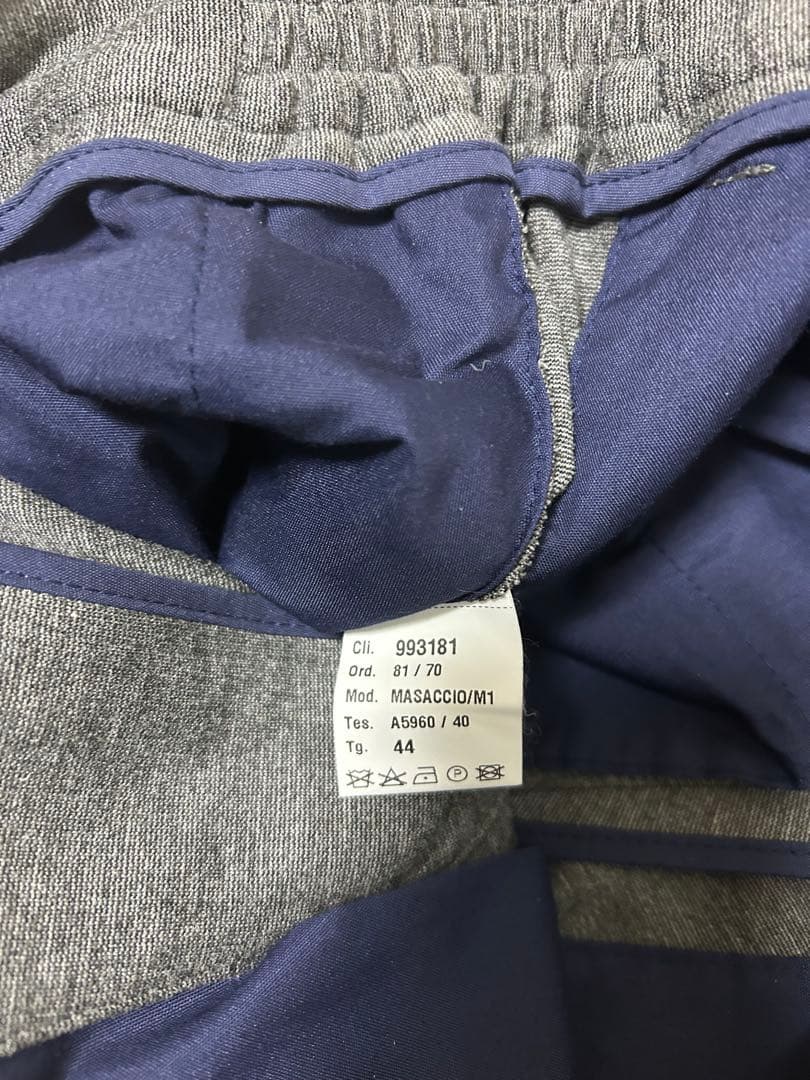 Cli. 993181
Ord. 81 / 70
Mod. MASACCIO/M1
Tes. A5960 / 40
Tg. 44
P